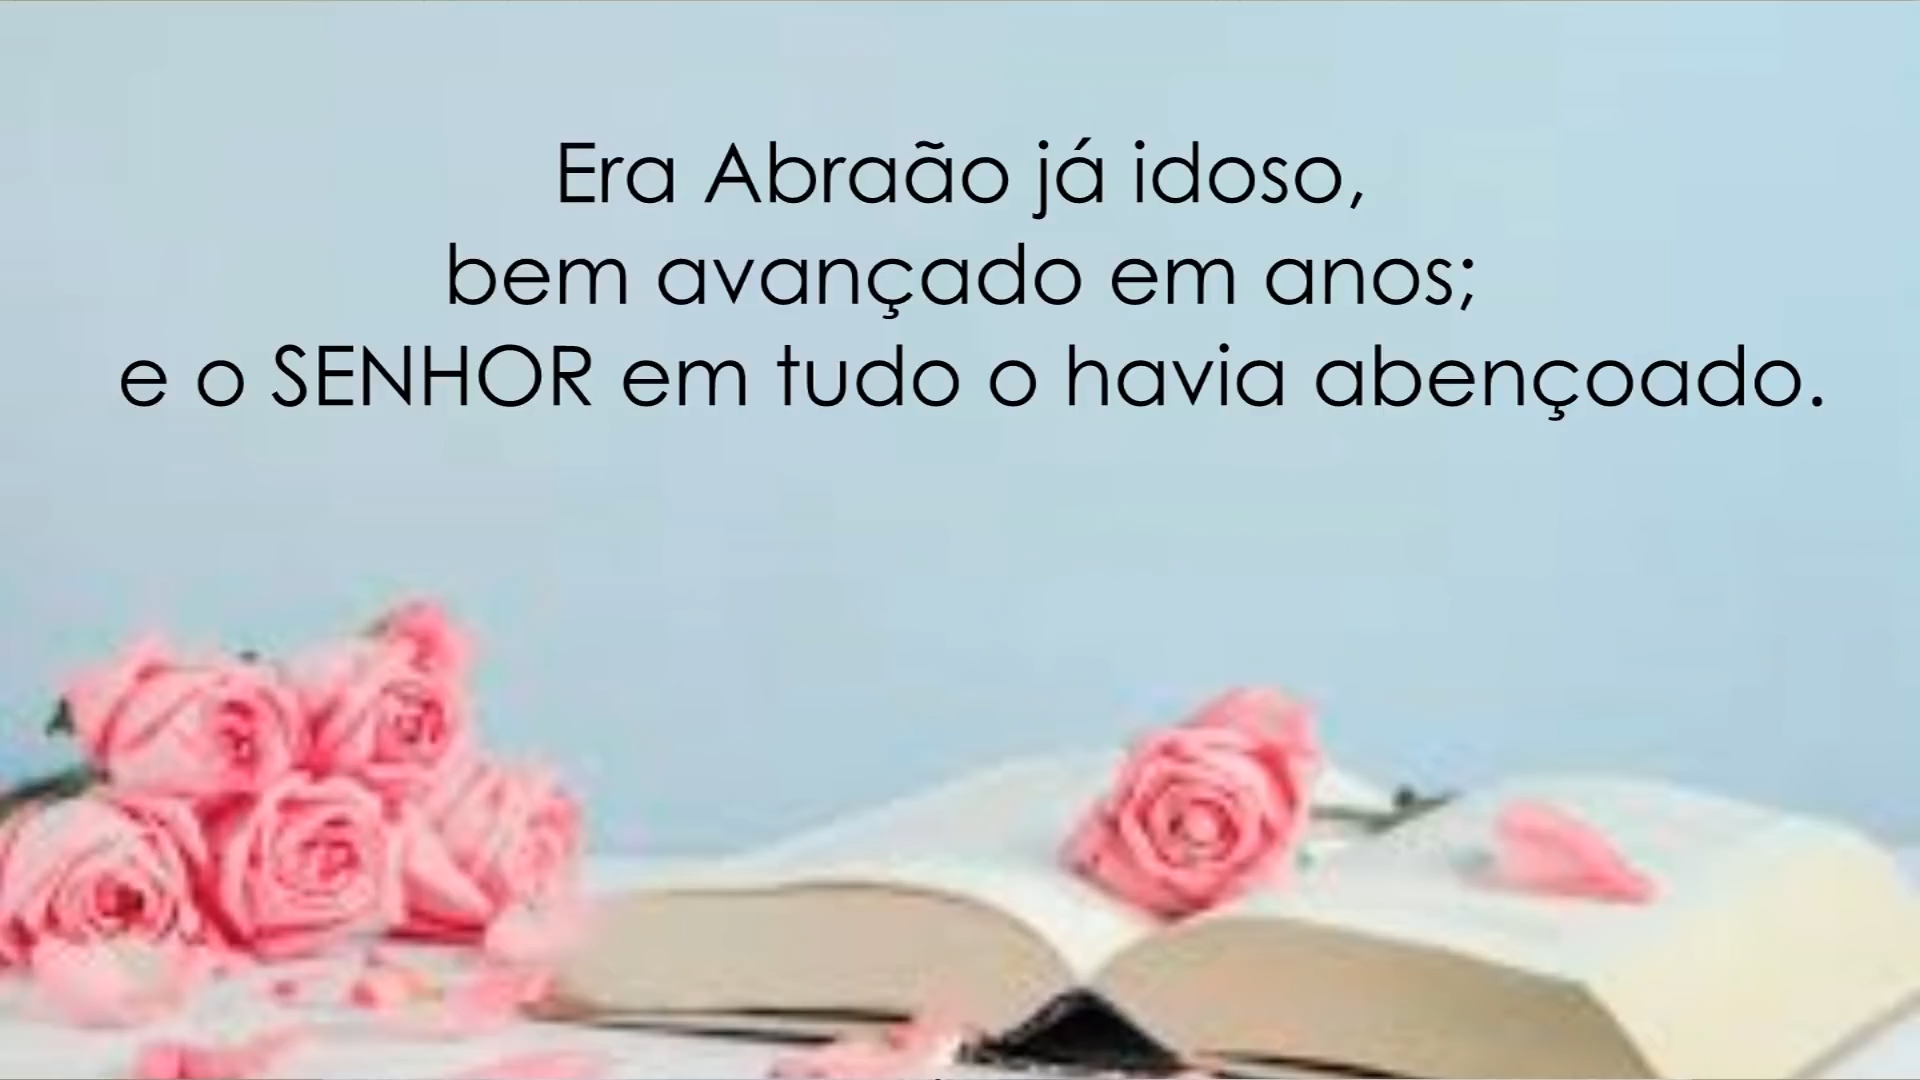 Era Abraão já idoso,
bem avançado em anos;
e o SENHOR em tudo o havia abençoado.